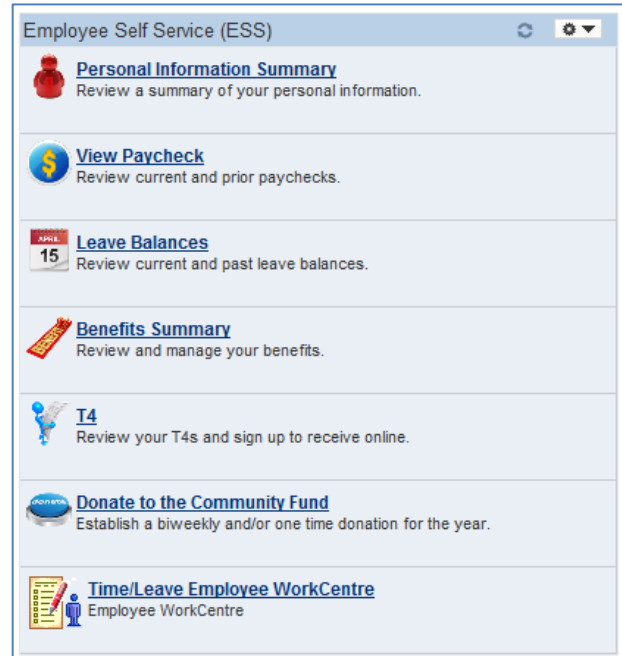 Employee Self Service (ESS)
Personal Information Summary
Review a summary of your personal information.
View Paycheck
Review current and prior paychecks.
APRIL
15
Leave Balances
Review current and past leave balances.
Benefits Summary
Review and manage your benefits.
T4
Review your T4s and sign up to receive online.
Donate to the Community Fund
Establish a biweekly and/or one time donation for the year.
Time/Leave Employee WorkCentre
Employee WorkCentre